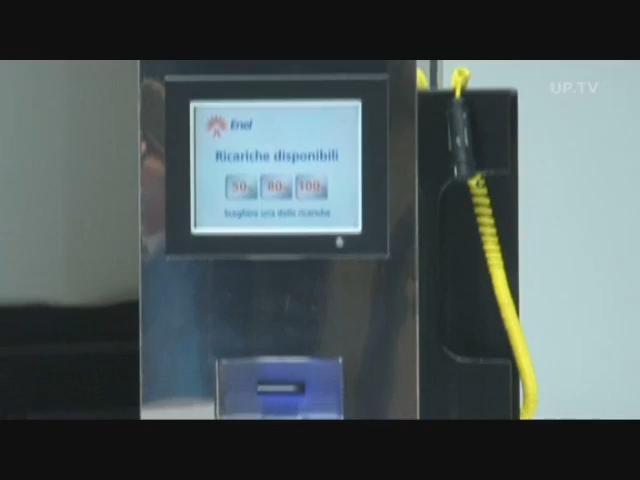 UP.TV
Enel
Ricariche disponibili
50 80 100
Scegliere una delle ricariche